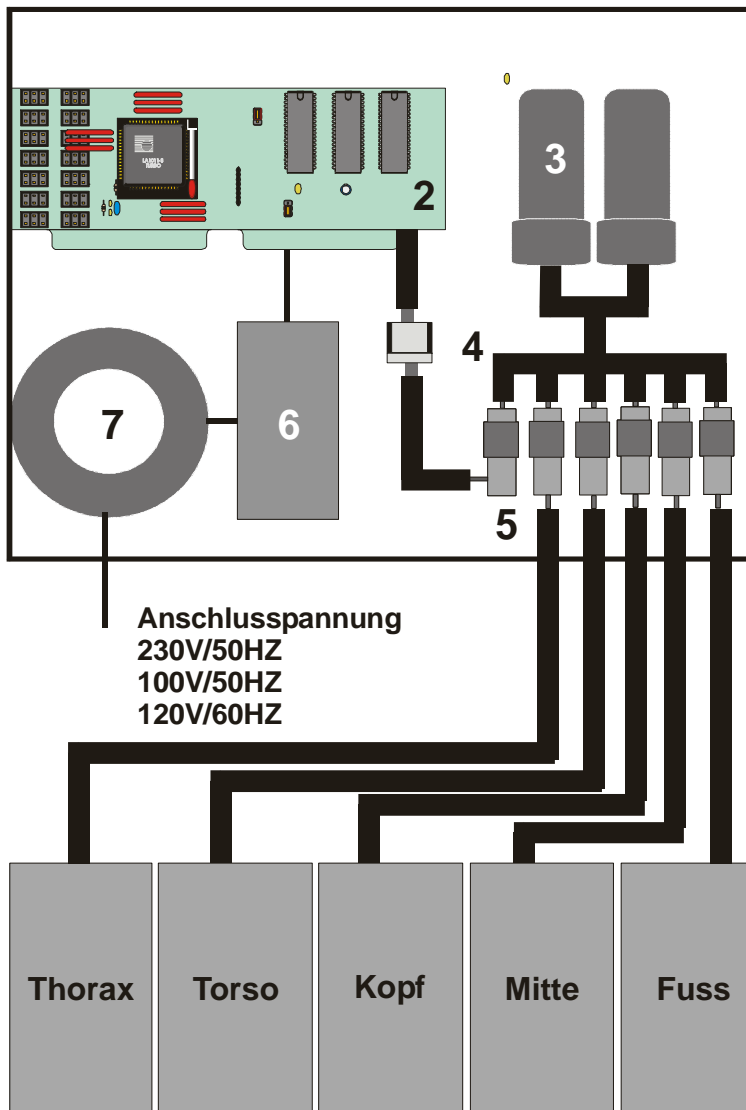 3
2
4
7
6
5
Anschlusspannung
230V/50HZ
100V/50HZ
120V/60HZ
Thorax
Torso
Kopf
Mitte
Fuss